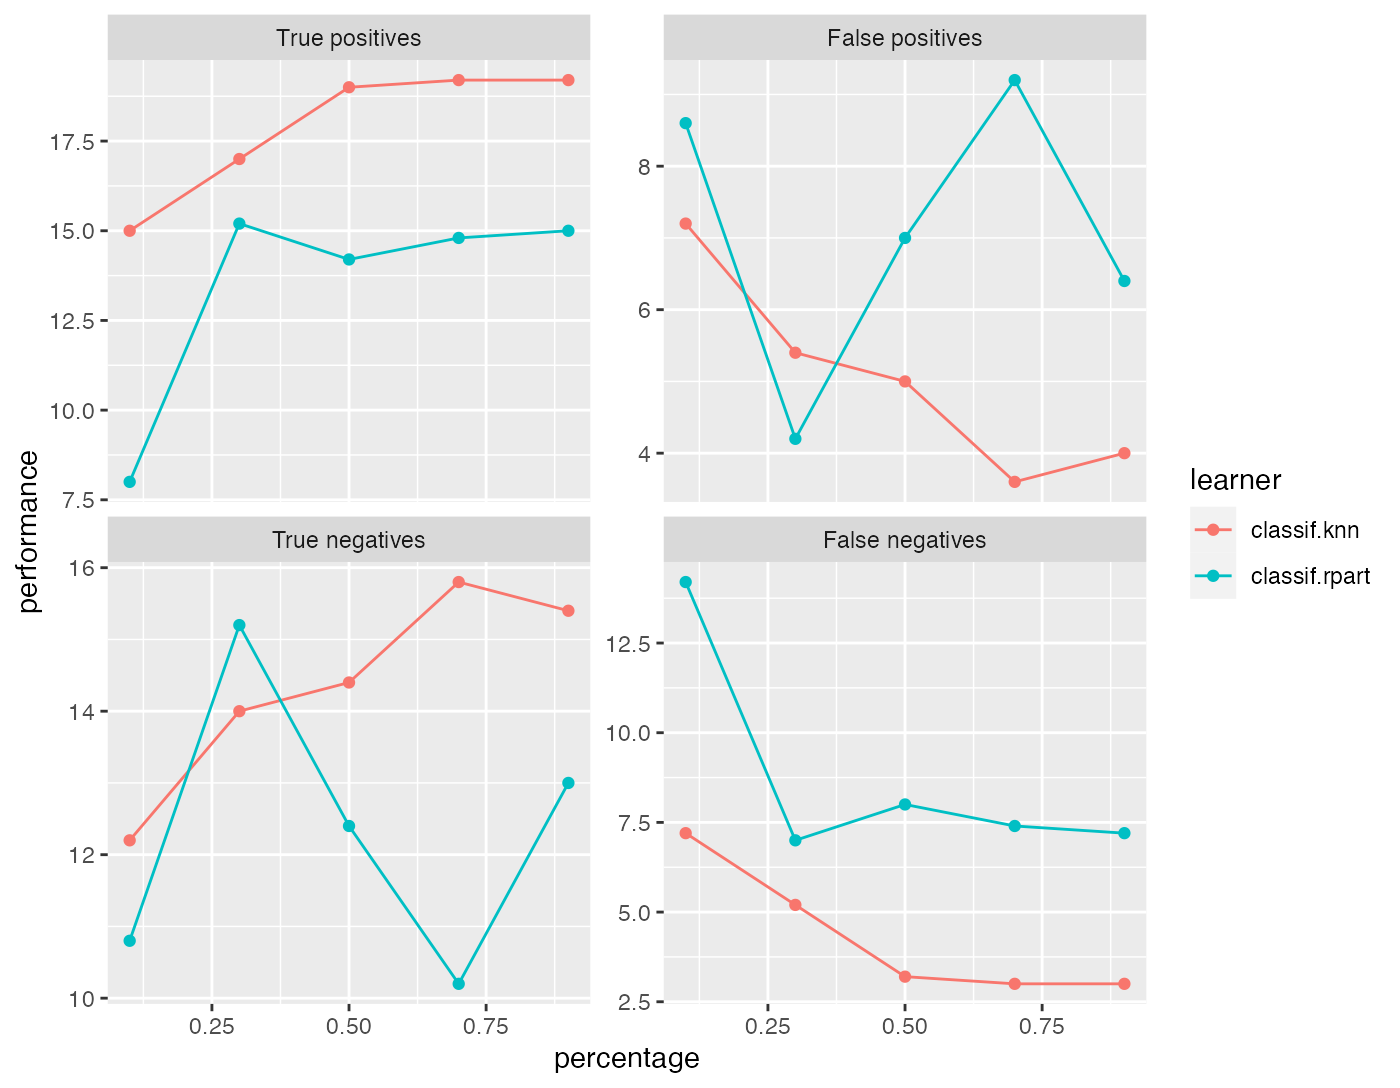 True positives
False positives
17.5
15.0
12.5
10.0
7.5
8
6
4
performance
True negatives
False negatives
16
14
12
10
12.5
10.0
7.5
5.0
2.5
0.25 0.50 0.75
0.25 0.50 0.75
percentage
learner
classif.knn
classif.rpart